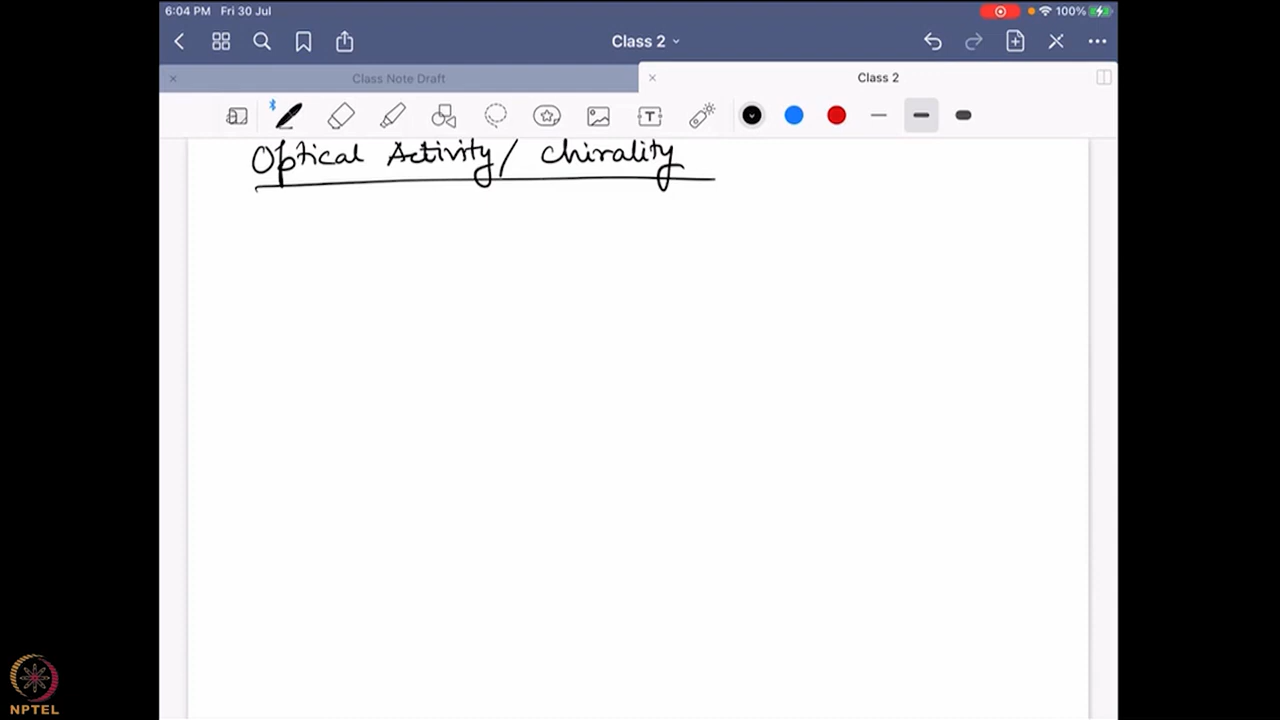 6:04 PM Fri 30 Jul 100%
Class 2
Class Note Draft Class 2
T
Optical Activity/ Chirality
NPTEL